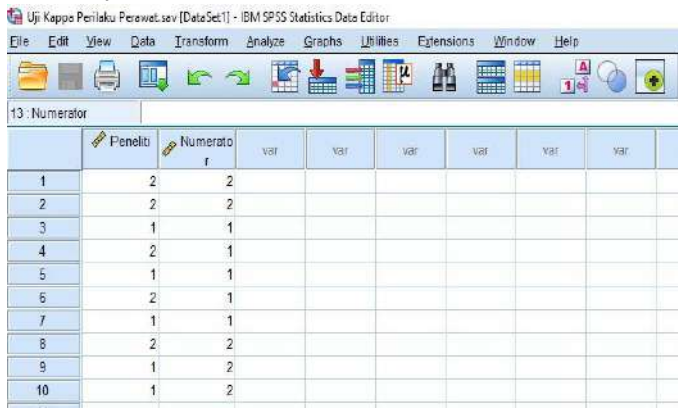 Uji Kappa Perilaku Perawat.sav [DataSet1] - IBM SPSS Statistics Data Editor
File Edit View Data Transform Analyze Graphs Utilities Extensions Window Help
13 : Numerator
Peneliti Numerato
r var var var var var var
1 2 2
2 2 2
3 1 1
4 2 1
5 1 1
6 2 1
7 1 1
8 2 2
9 1 2
10 1 2